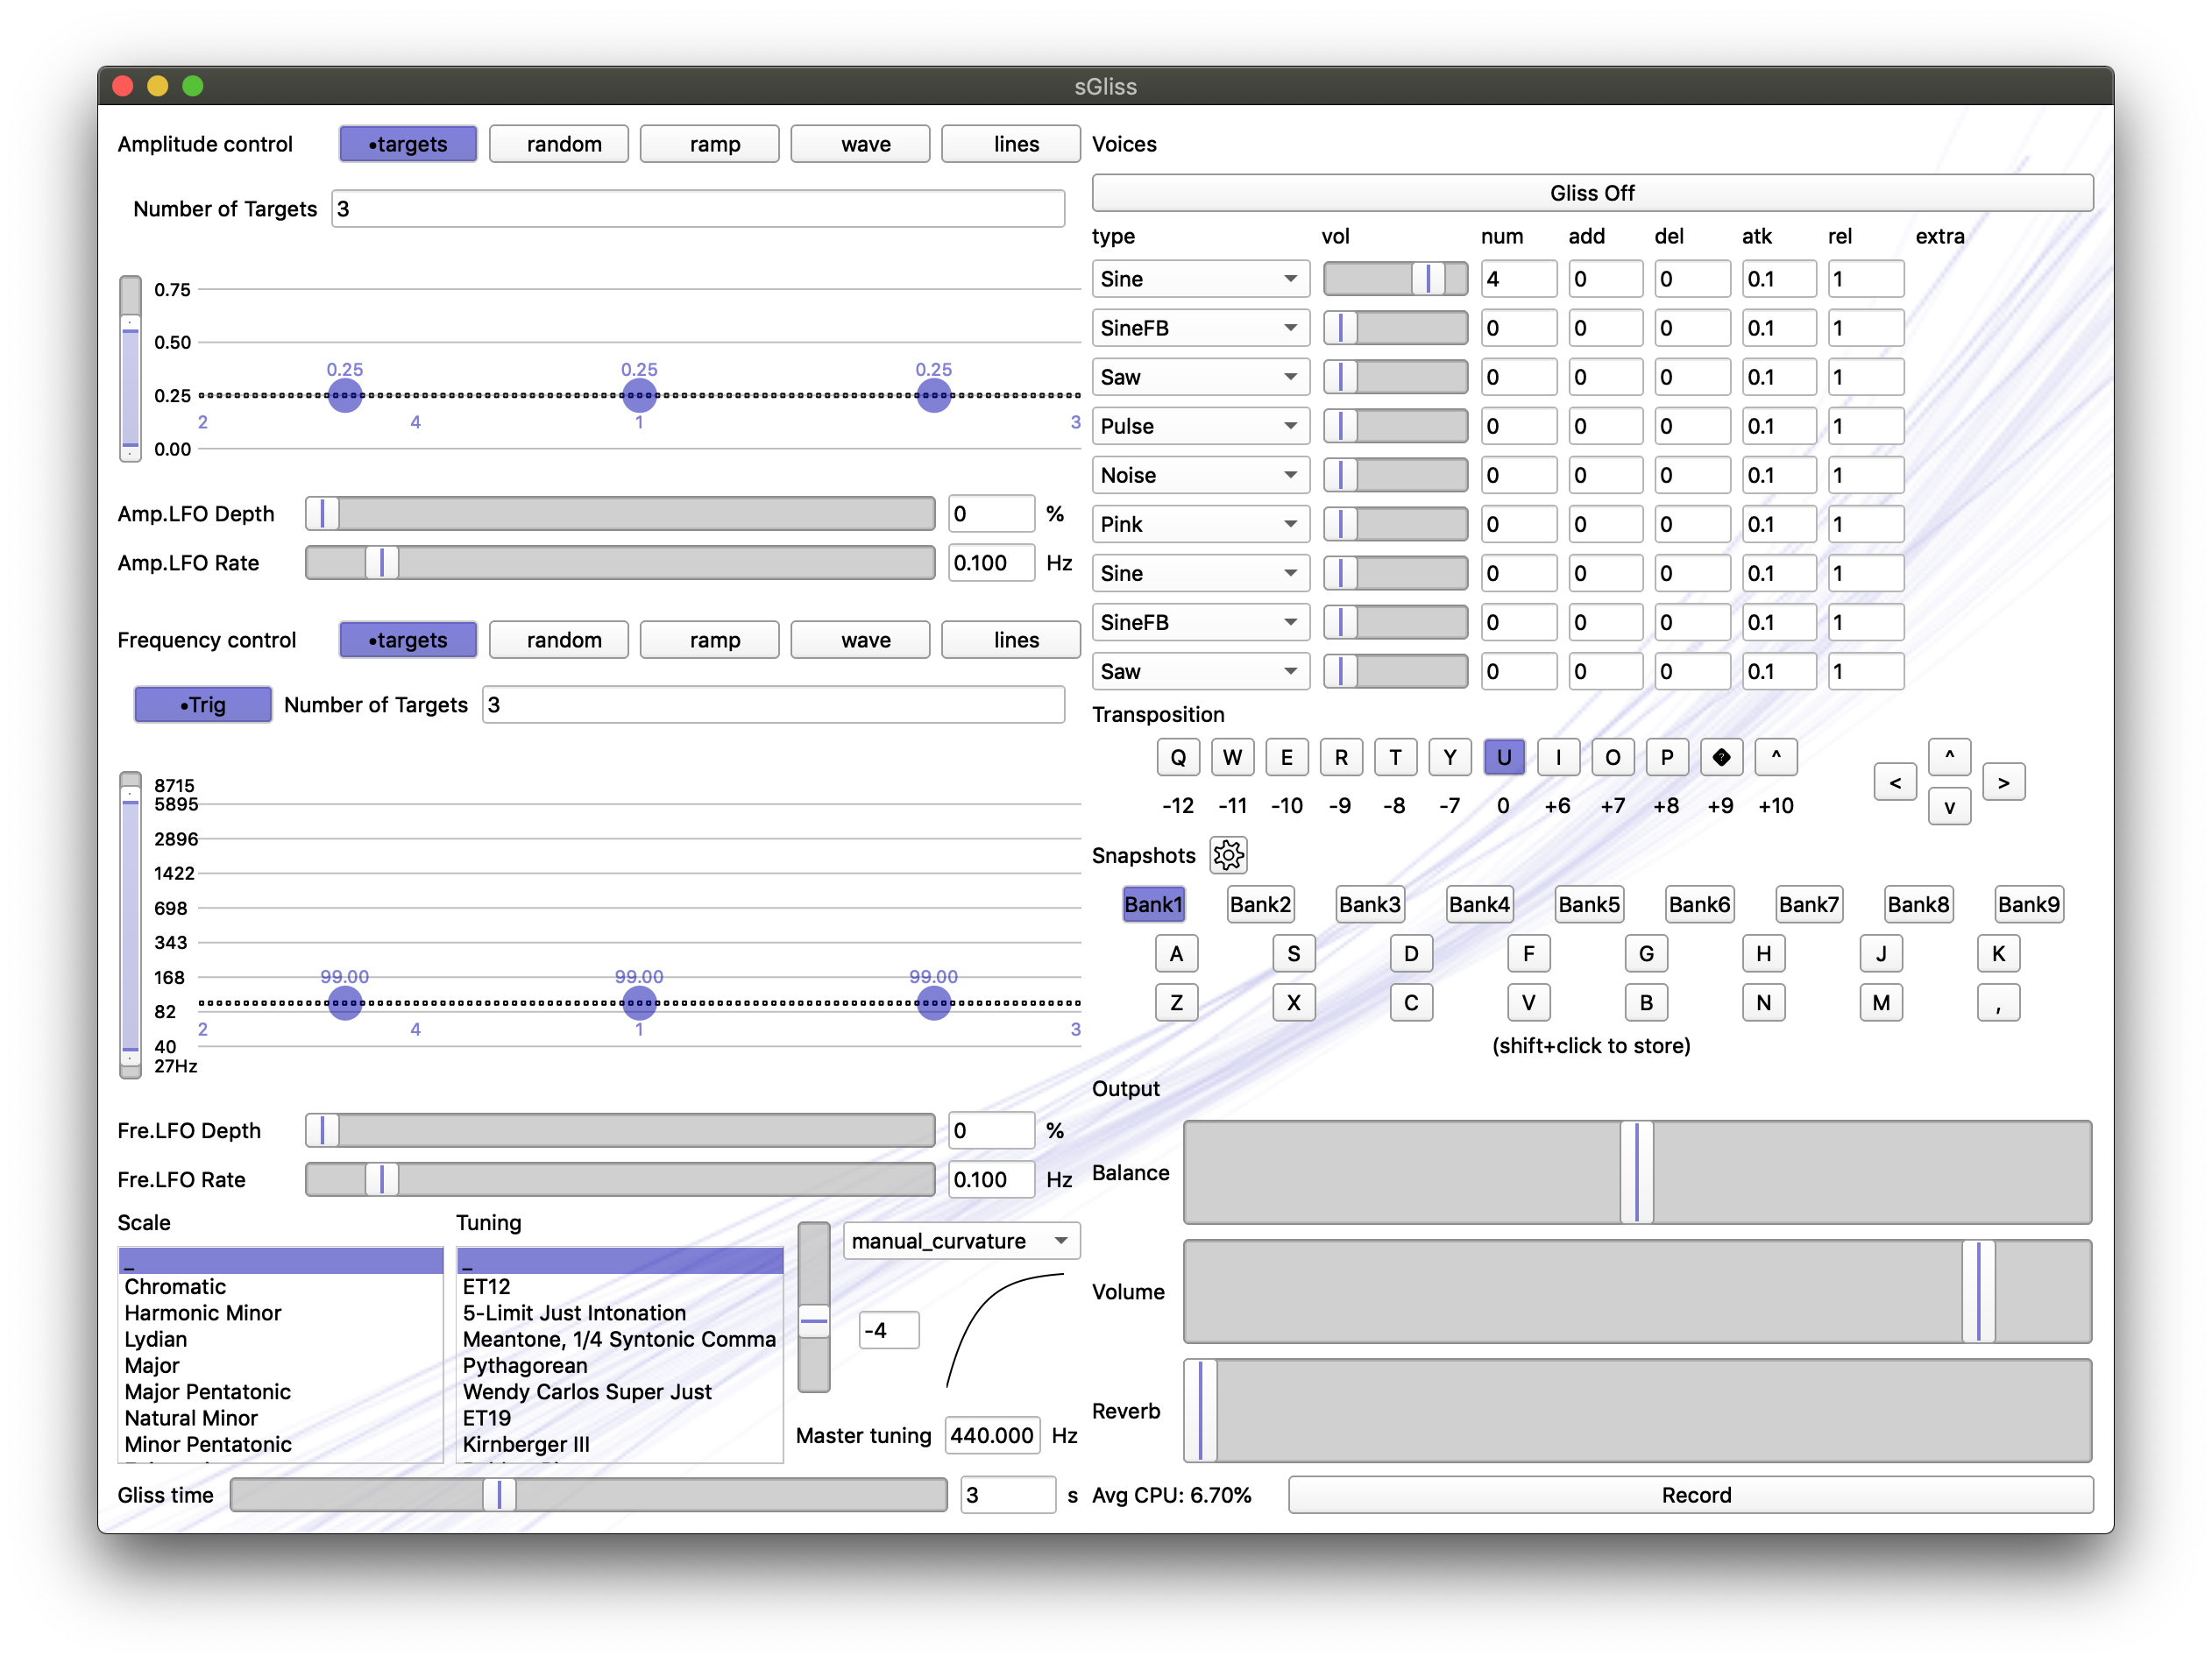 sGliss
Amplitude control •targets random ramp wave lines
Number of Targets 3
0.75
0.50
0.25 0.25 0.25
0.25
2 4 1 3
0.00
Amp.LFO Depth 0 %
Amp.LFO Rate 0.100 Hz
Frequency control •targets random ramp wave lines
•Trig Number of Targets 3
8715
5895
2896
1422
698
343
168 99.00 99.00 99.00
82
2 4 1 3
40
27Hz
Fre.LFO Depth 0 %
Fre.LFO Rate 0.100 Hz
Scale
_
Chromatic
Harmonic Minor
Lydian
Major
Major Pentatonic
Natural Minor
Minor Pentatonic
Tuning
_
ET12
5-Limit Just Intonation
Meantone, 1/4 Syntonic Comma
Pythagorean
Wendy Carlos Super Just
ET19
Kirnberger III
manual_curvature
-4
Master tuning 440.000 Hz
Gliss time 3 s
Voices
Gliss Off
type vol num add del atk rel extra
Sine 4 0 0 0.1 1
SineFB 0 0 0 0.1 1
Saw 0 0 0 0.1 1
Pulse 0 0 0 0.1 1
Noise 0 0 0 0.1 1
Pink 0 0 0 0.1 1
Sine 0 0 0 0.1 1
SineFB 0 0 0 0.1 1
Saw 0 0 0 0.1 1
Transposition
Q W E R T Y U I O P � ^
-12 -11 -10 -9 -8 -7 0 +6 +7 +8 +9 +10
^
< >
v
Snapshots
Bank1 Bank2 Bank3 Bank4 Bank5 Bank6 Bank7 Bank8 Bank9
A S D F G H J K
Z X C V B N M ,
(shift+click to store)
Output
Balance
Volume
Reverb
Avg CPU: 6.70% Record